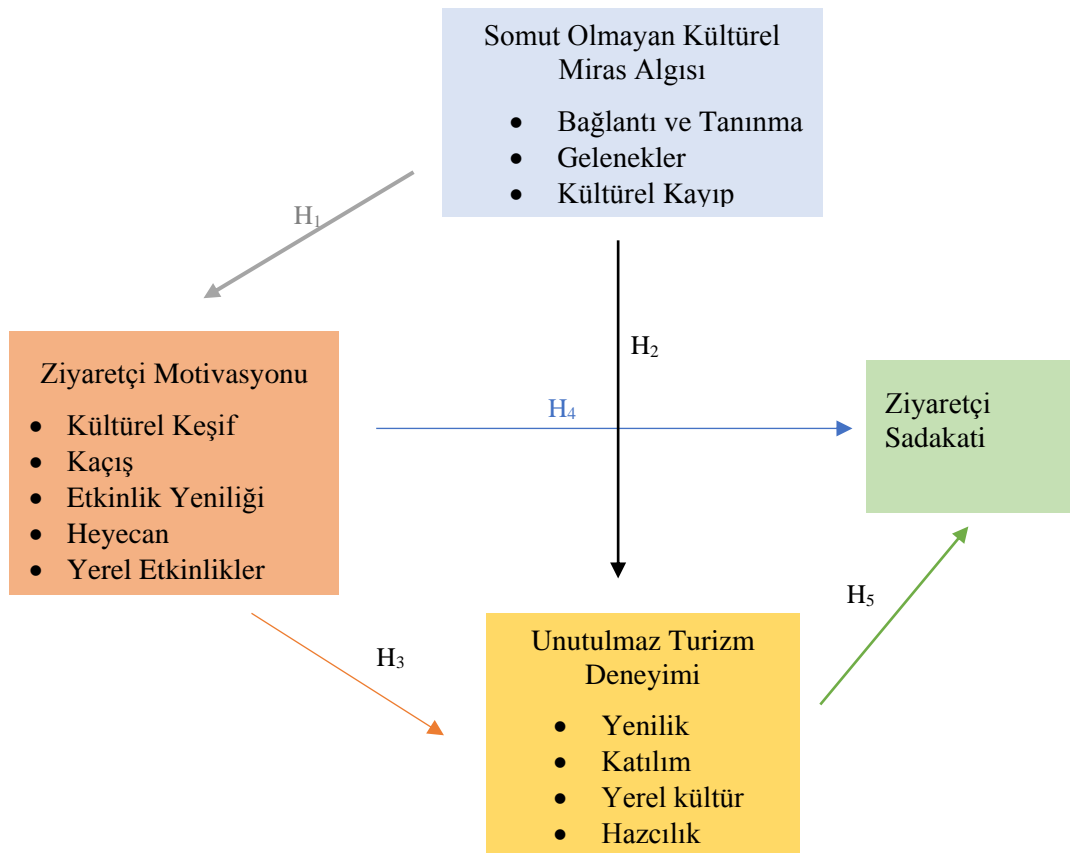 Somut Olmayan Kültürel
Miras Algısı
• Bağlantı ve Tanınma
• Gelenekler
• Kültürel Kayıp
H₁
H₂
Ziyaretçi Motivasyonu
• Kültürel Keşif
• Kaçış
• Etkinlik Yeniliği
• Heyecan
• Yerel Etkinlikler
H₄
Ziyaretçi
Sadakati
H₃
H₅
Unutulmaz Turizm
Deneyimi
• Yenilik
• Katılım
• Yerel kültür
• Hazcılık